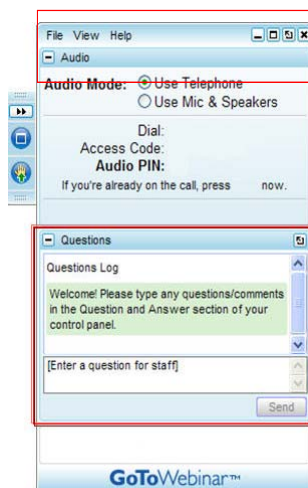 File View Help
Audio
Audio Mode: Use Telephone
Use Mic & Speakers
Dial:
Access Code:
Audio PIN:
If you're already on the call, press now.
Questions
Questions Log
Welcome! Please type any questions/comments
in the Question and Answer section of your
control panel.
[Enter a question for staff]
Send
GoToWebinar™